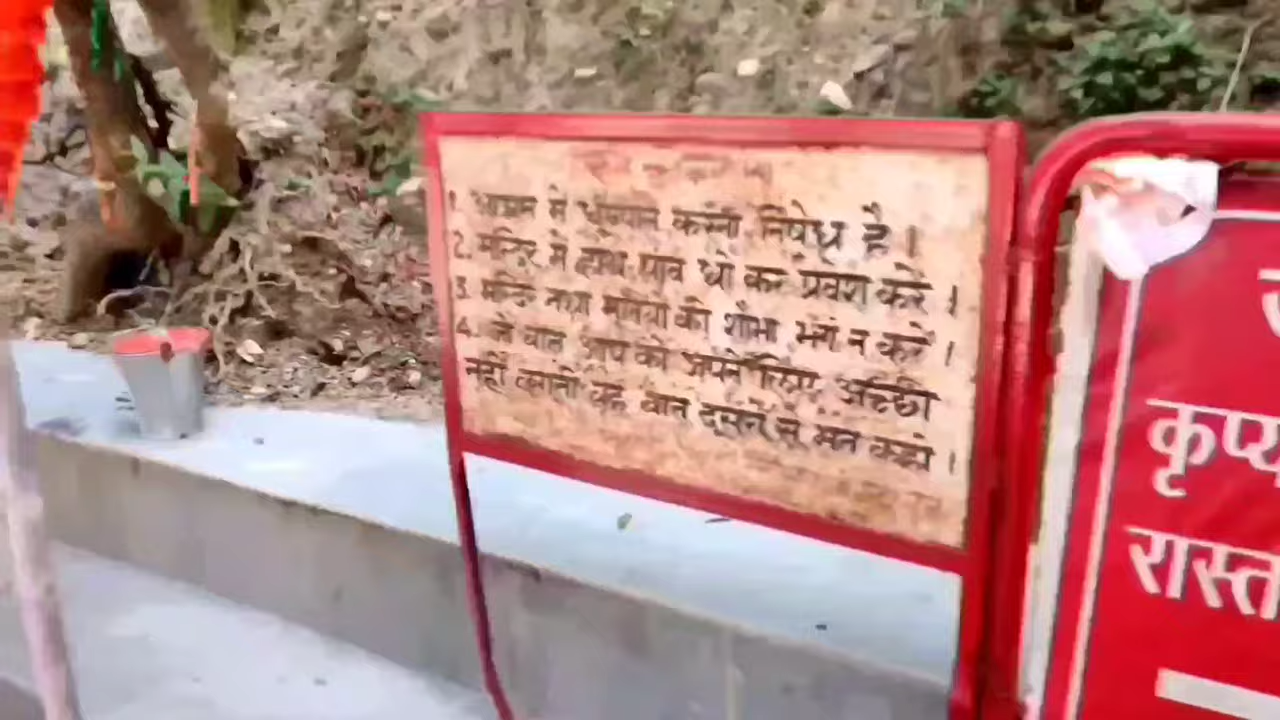 1. आश्रम में धूम्रपान करना निषेध है।
2. मन्दिर में हाथ पाव धो कर प्रवेश करें।
3. मन्दिर तथा मूर्तियों की शोभा भंग न करें।
4. जो बात आप को अपने लिए अच्छी
नहीं लगती वह बात दूसरों से मत कहो।
कृप्य
रास्त